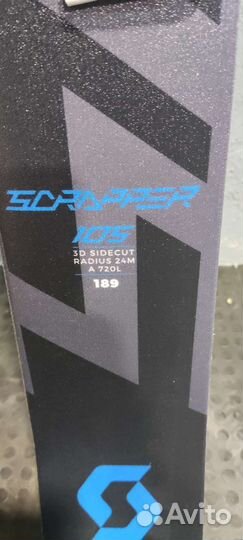 SCRAPPER
105
3D SIDECUT
RADIUS 24M
A 720L
189
Avito